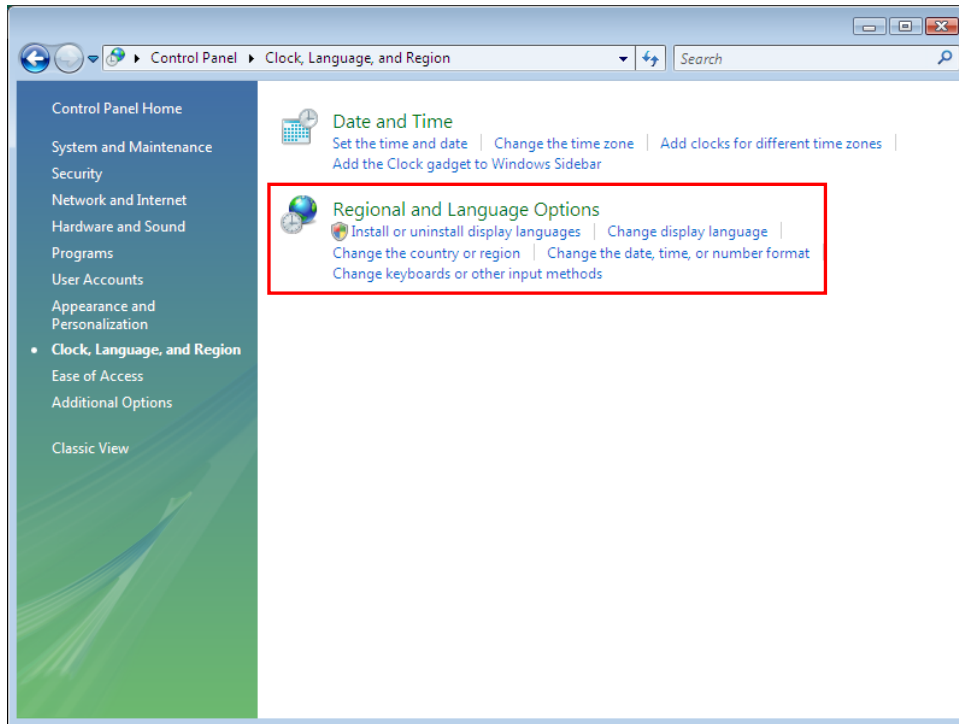 Control Panel Clock, Language, and Region Search
Control Panel Home
System and Maintenance
Security
Network and Internet
Hardware and Sound
Programs
User Accounts
Appearance and
Personalization
Clock, Language, and Region
Ease of Access
Additional Options
Classic View
Date and Time
Set the time and date Change the time zone Add clocks for different time zones
Add the Clock gadget to Windows Sidebar
Regional and Language Options
Install or uninstall display languages Change display language
Change the country or region Change the date, time, or number format
Change keyboards or other input methods